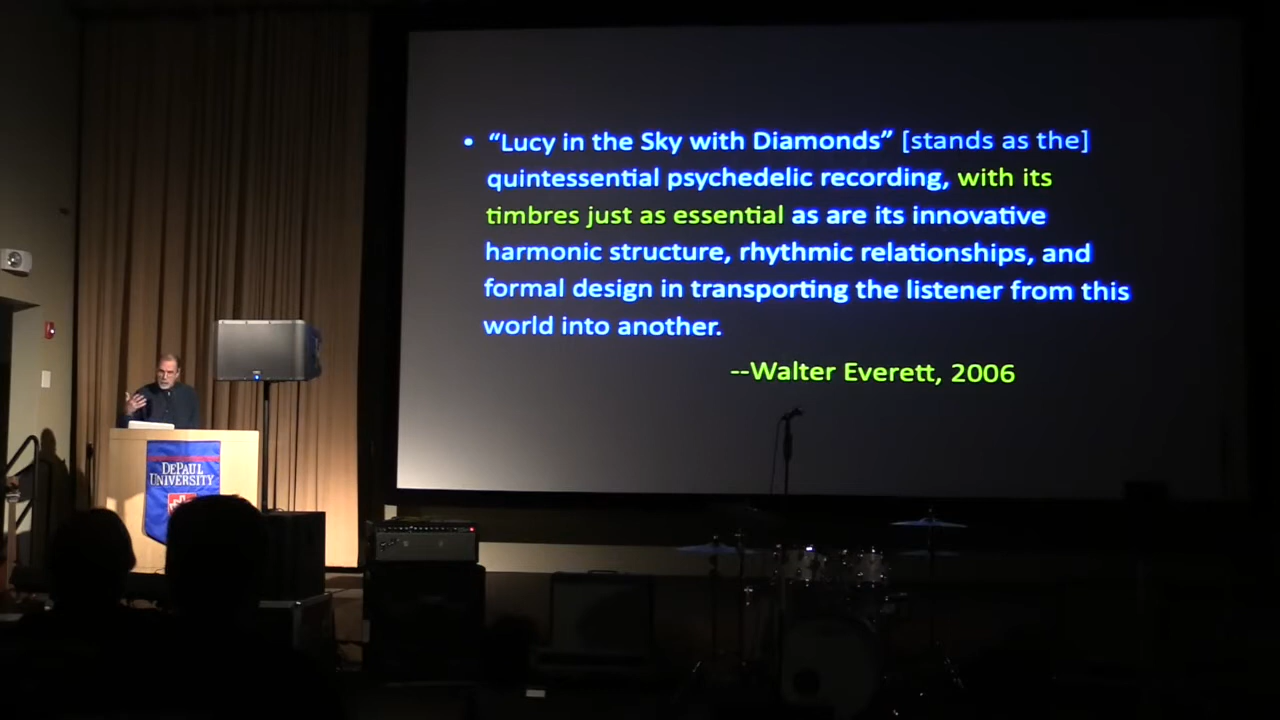 • “Lucy in the Sky with Diamonds” [stands as the]
quintessential psychedelic recording, with its
timbres just as essential as are its innovative
harmonic structure, rhythmic relationships, and
formal design in transporting the listener from this
world into another.
--Walter Everett, 2006
DEPAUL
UNIVERSITY